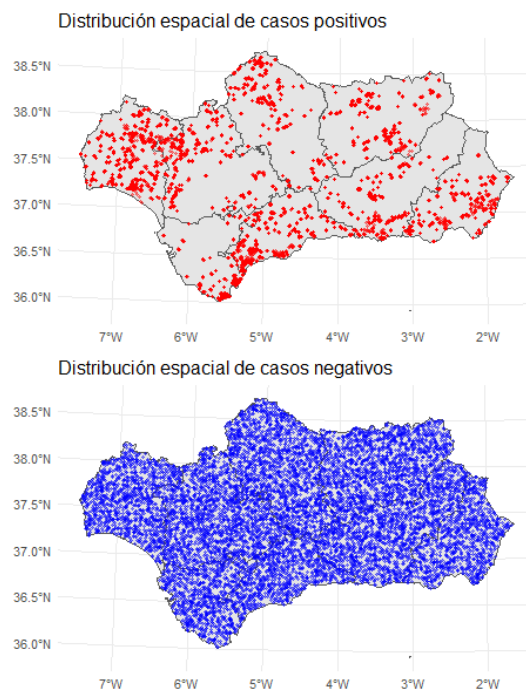 Distribución espacial de casos positivos
38.5°N
38.0°N
37.5°N
37.0°N
36.5°N
36.0°N
7°W 6°W 5°W 4°W 3°W 2°W
Distribución espacial de casos negativos
38.5°N
38.0°N
37.5°N
37.0°N
36.5°N
36.0°N
7°W 6°W 5°W 4°W 3°W 2°W